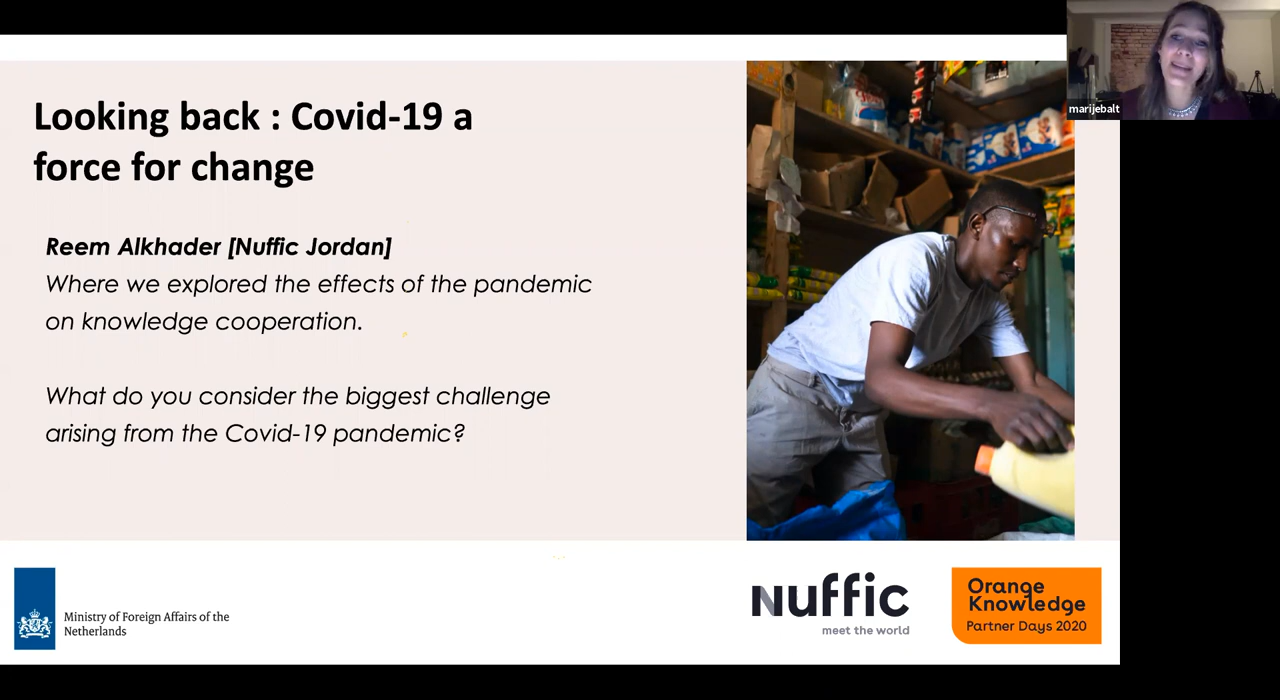 Looking back : Covid-19 a
force for change
Reem Alkhader [Nuffic Jordan]
Where we explored the effects of the pandemic
on knowledge cooperation.
What do you consider the biggest challenge
arising from the Covid-19 pandemic?
marijebalt
Ministry of Foreign Affairs of the
Netherlands
nuffic
meet the world
Orange
Knowledge
Partner Days 2020